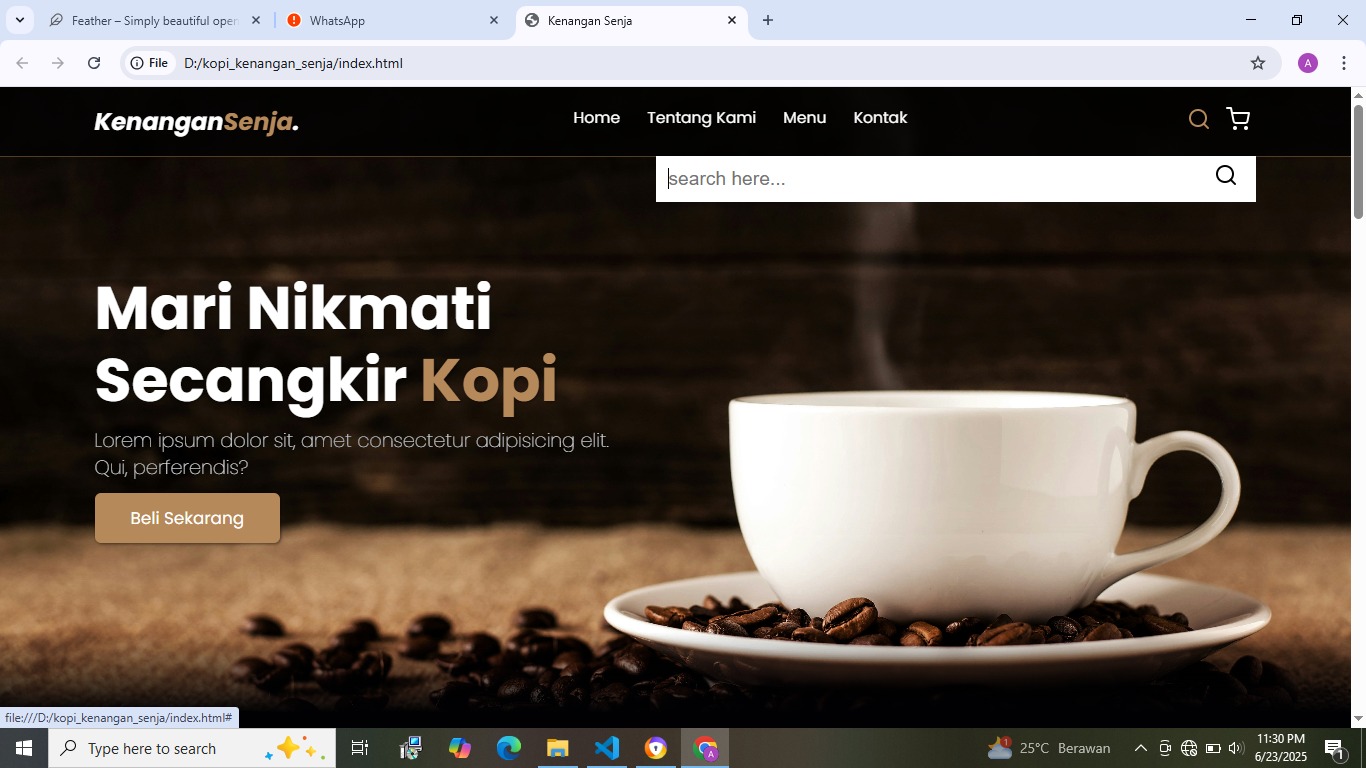 Feather – Simply beautiful open
WhatsApp
Kenangan Senja
File
D:/kopi_kenangan_senja/index.html
A
KenanganSenja.
Home
Tentang Kami
Menu
Kontak
search here...
Mari Nikmati
Secangkir Kopi
Lorem ipsum dolor sit, amet consectetur adipisicing elit.
Qui, perferendis?
Beli Sekarang
file:///D:/kopi_kenangan_senja/index.html#
Type here to search
A
1
25°C Berawan
11:30 PM
6/23/2025
1